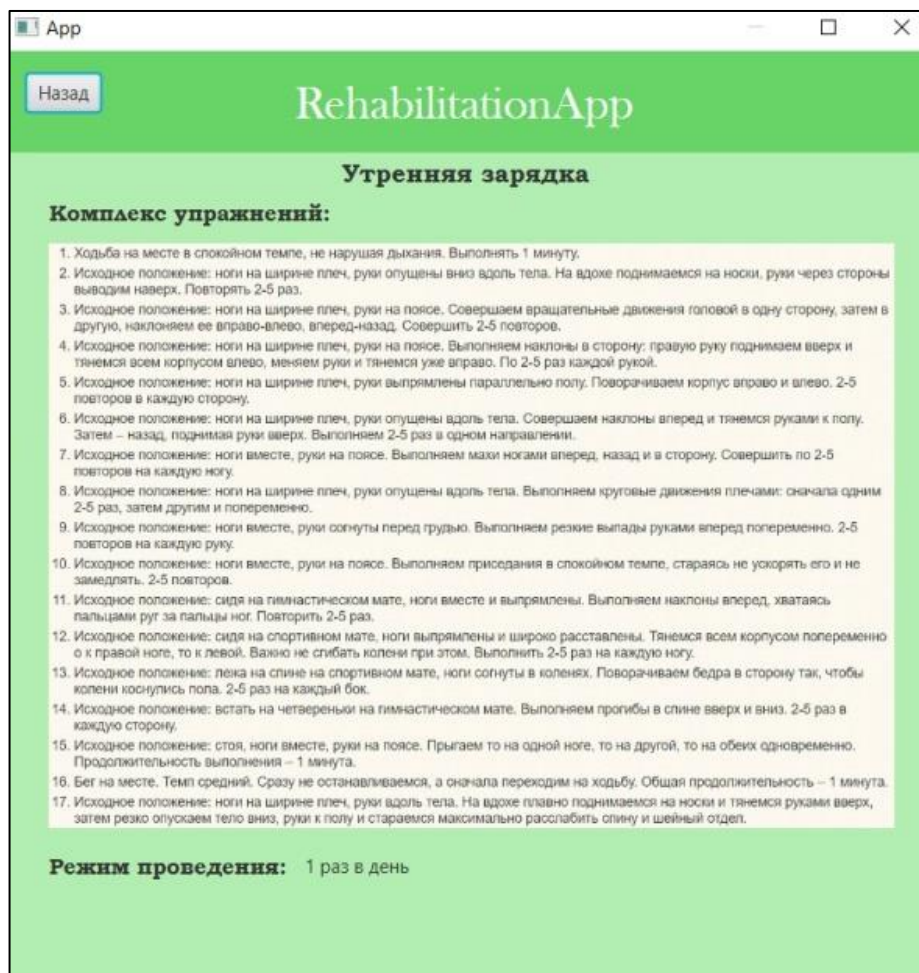 App
Назад
RehabilitationApp
Утренняя зарядка
Комплекс упражнений:
1. Ходьба на месте в спокойном темпе, не нарушая дыхания. Выполнять 1 минуту.
2. Исходное положение: ноги на ширине плеч, руки опущены вниз вдоль тела. На вдохе поднимаемся на носки, руки через стороны
выводим наверх. Повторять 2-5 раз.
3. Исходное положение: ноги на ширине плеч, руки на поясе. Совершаем вращательные движения головой в одну сторону, затем в
другую, наклоняем ее вправо-влево, вперед-назад. Совершить 2-5 повторов.
4. Исходное положение: ноги на ширине плеч, руки на поясе. Выполняем наклоны в сторону: правую руку поднимаем вверх и
тянемся всем корпусом влево, меняем руки и тянемся уже вправо. По 2-5 раз каждой рукой.
5. Исходное положение: ноги на ширине плеч, руки выпрямлены параллельно полу. Поворачиваем корпус вправо и влево. 2-5
повторов в каждую сторону.
6. Исходное положение: ноги на ширине плеч, руки опущены вдоль тела. Совершаем наклоны вперед и тянемся руками к полу.
Затем – назад, поднимая руки вверх. Выполняем 2-5 раз в одном направлении.
7. Исходное положение: ноги вместе, руки на поясе. Выполняем махи ногами вперед, назад и в сторону. Совершить по 2-5
повторов на каждую ногу.
8. Исходное положение: ноги на ширине плеч, руки опущены вдоль тела. Выполняем круговые движения плечами: сначала одним
2-5 раз, затем другим и попеременно.
9. Исходное положение: ноги вместе, руки согнуты перед грудью. Выполняем резкие выпады руками вперед попеременно. 2-5
повторов на каждую руку.
10. Исходное положение: ноги вместе, руки на поясе. Выполняем приседания в спокойном темпе, стараясь не ускорять его и не
замедлять. 2-5 повторов.
11. Исходное положение: сидя на гимнастическом мате, ноги вместе и выпрямлены. Выполняем наклоны вперед, хватаясь
пальцами руг за пальцы ног. Повторить 2-5 раз.
12. Исходное положение: сидя на спортивном мате, ноги выпрямлены и широко расставлены. Тянемся всем корпусом попеременно
о к правой ноге, то к левой. Важно не сгибать колени при этом. Выполнить 2-5 раз на каждую ногу.
13. Исходное положение: лежа на спине на спортивном мате, ноги согнуты в коленях. Поворачиваем бедра в сторону так, чтобы
колени коснулись пола. 2-5 раз на каждый бок.
14. Исходное положение: встать на четвереньки на гимнастическом мате. Выполняем прогибы в спине вверх и вниз. 2-5 раз в
каждую сторону.
15. Исходное положение: стоя, ноги вместе, руки на поясе. Прыгаем то на одной ноге, то на другой, то на обеих одновременно.
Продолжительность выполнения – 1 минута.
16. Бег на месте. Темп средний. Сразу не останавливаемся, а сначала переходим на ходьбу. Общая продолжительность – 1 минута.
17. Исходное положение: ноги на ширине плеч, руки вдоль тела. На вдохе плавно поднимаемся на носки и тянемся руками вверх,
затем резко опускаем тело вниз, руки к полу и стараемся максимально расслабить спину и шейный отдел.
Режим проведения: 1 раз в день